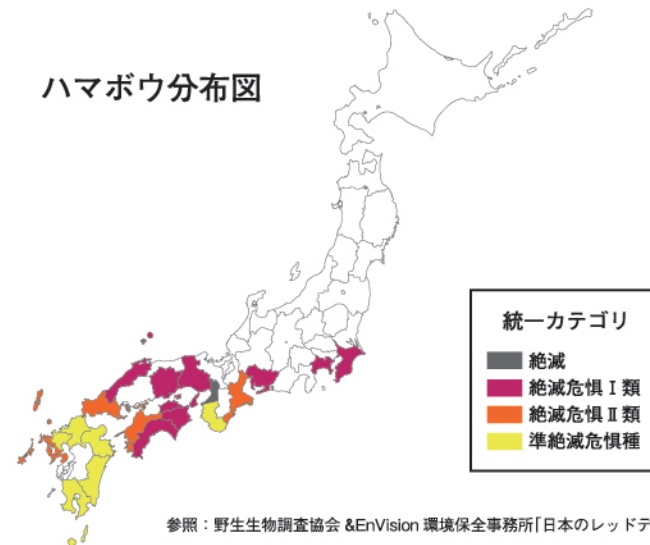 ハマボウ分布図
統一カテゴリ
絶滅
絶滅危惧Ⅰ類
絶滅危惧Ⅱ類
準絶滅危惧種
参照：野生生物調査協会 &EnVision 環境保全事務所「日本のレッドデ